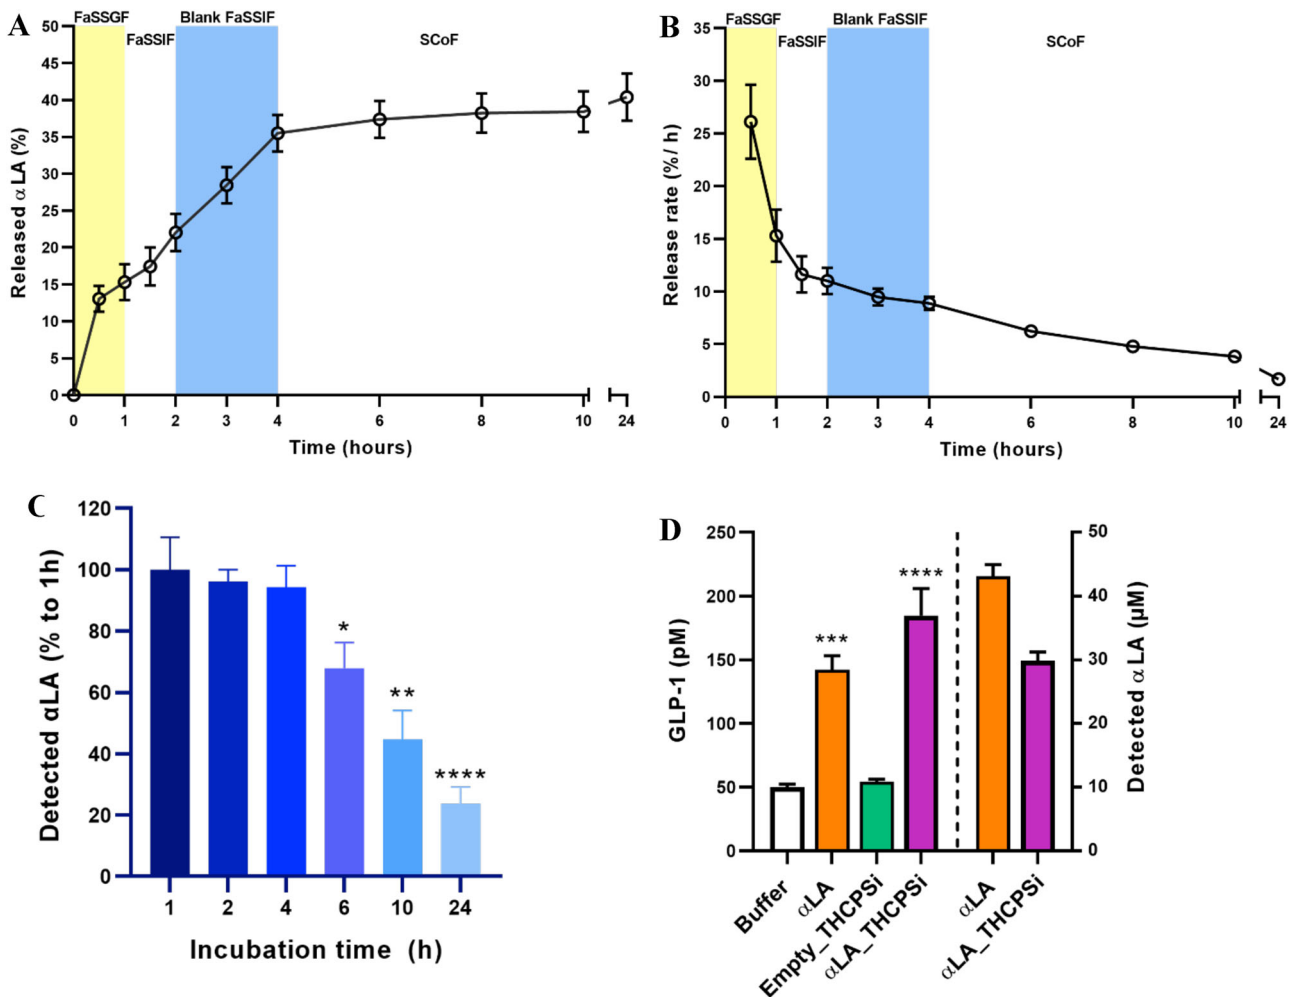 A
FaSSGF
Blank FaSSIF
FaSSIF
SCoF
50
45
40
35
30
25
20
15
10
5
0
Released α LA (%)
0 1 2 3 4 6 8 10 24
Time (hours)
B
FaSSGF
Blank FaSSIF
FaSSIF
SCoF
35
30
25
20
15
10
5
0
Release rate (%/ h)
0 1 2 3 4 6 8 10 24
Time (hours)
C
120
100
80
60
40
20
0
Detected αLA (% to 1h)
*
**
****
1 2 4 6 10 24
Incubation time (h)
D
250
200
150
100
50
0
GLP-1 (pM)
***
****
50
40
30
20
10
0
Detected α LA (µM)
Buffer
αLA
Empty_THCPSi
αLA_THCPSi
αLA
αLA_THCPSi